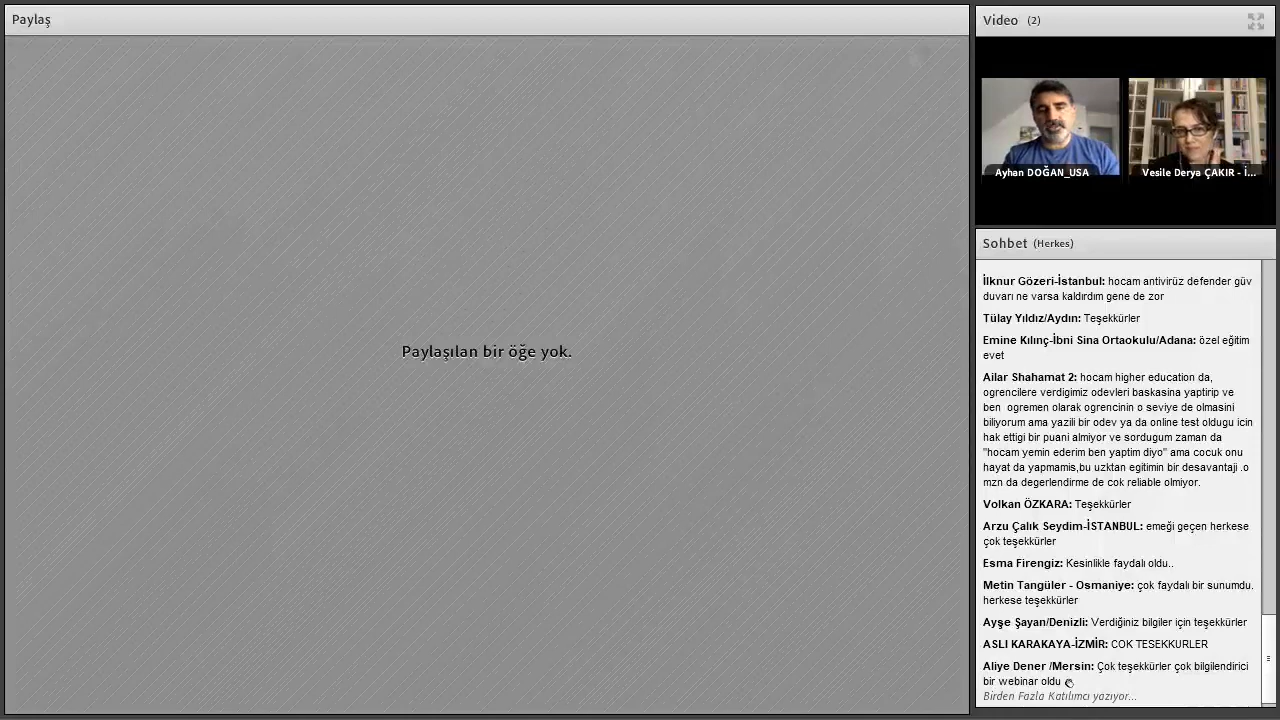 Paylaş
Paylaşılan bir öğe yok.
Video (2)
Ayhan DOĞAN_USA
Vesile Derya ÇAKIR - İ...
Sohbet (Herkes)
İlknur Gözeri-İstanbul: hocam antivirüz defender güv
duvarı ne varsa kaldırdım gene de zor
Tülay Yıldız/Aydın: Teşekkürler
Emine Kılınç-İbni Sina Ortaokulu/Adana: özel eğitim
evet
Ailar Shahamat 2: hocam higher education da,
ogrencilere verdigimiz odevleri baskasina yaptirip ve
ben ogremen olarak ogrencinin o seviye de olmasini
biliyorum ama yazili bir odev ya da online test oldugu icin
hak ettigi bir puani almiyor ve sordugum zaman da
"hocam yemin ederim ben yaptim diyo" ama cocuk onu
hayat da yapmamis,bu uzktan egitimin bir desavantaji .o
mzn da degerlendirme de cok reliable olmiyor.
Volkan ÖZKARA: Teşekkürler
Arzu Çalık Seydim-İSTANBUL: emeği geçen herkese
çok teşekkürler
Esma Firengiz: Kesinlikle faydalı oldu..
Metin Tangüler - Osmaniye: çok faydalı bir sunumdu.
herkese teşekkürler
Ayşe Şayan/Denizli: Verdiğiniz bilgiler için teşekkürler
ASLI KARAKAYA-İZMİR: COK TESEKKURLER
Aliye Dener /Mersin: Çok teşekkürler çok bilgilendirici
bir webinar oldu
Birden Fazla Katılımcı yazıyor...